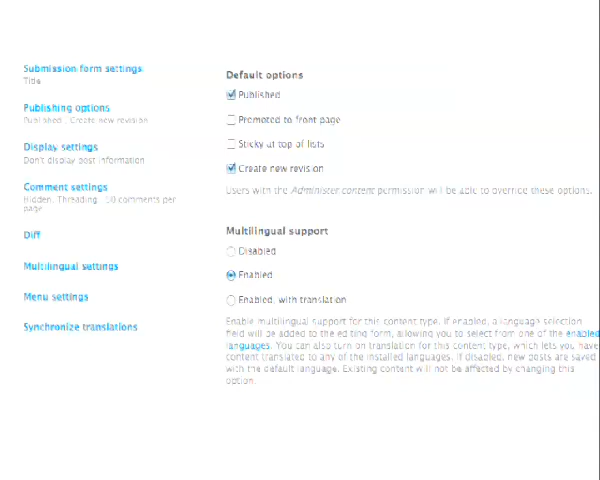 Submission form settings
Title
Publishing options
Published , Create new revision
Display settings
Don't display post information
Comment settings
Hidden, Threading , 50 comments per
page
Diff
Multilingual settings
Menu settings
Synchronize translations
Default options
Published
Promoted to front page
Sticky at top of lists
Create new revision
Users with the Administer content permission will be able to override these options.
Multilingual support
Disabled
Enabled
Enabled, with translation
Enable multilingual support for this content type. If enabled, a language selection
field will be added to the editing form, allowing you to select from one of the enabled
languages. You can also turn on translation for this content type, which lets you have
content translated to any of the installed languages. If disabled, new posts are saved
with the default language. Existing content will not be affected by changing this
option.